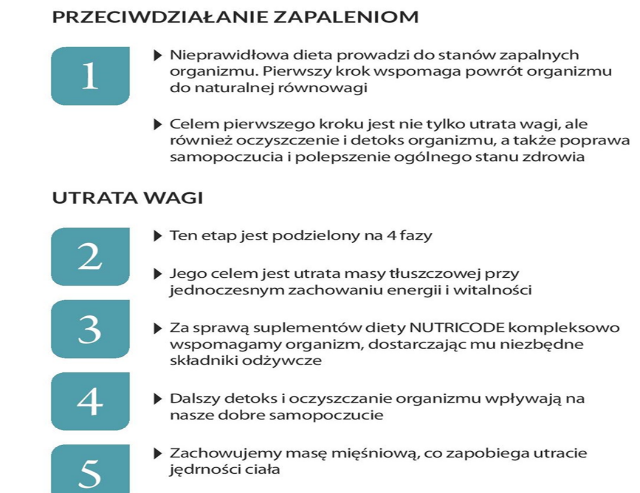 PRZECIWDZIAŁANIE ZAPALENIOM
1
Nieprawidłowa dieta prowadzi do stanów zapalnych
organizmu. Pierwszy krok wspomaga powrót organizmu
do naturalnej równowagi
Celem pierwszego kroku jest nie tylko utrata wagi, ale
również oczyszczenie i detoks organizmu, a także poprawa
samopoczucia i polepszenie ogólnego stanu zdrowia
UTRATA WAGI
2
Ten etap jest podzielony na 4 fazy
Jego celem jest utrata masy tłuszczowej przy
jednoczesnym zachowaniu energii i witalności
3
Za sprawą suplementów diety NUTRICODE kompleksowo
wspomagamy organizm, dostarczając mu niezbędne
składniki odżywcze
4
Dalszy detoks i oczyszczanie organizmu wpływają na
nasze dobre samopoczucie
5
Zachowujemy masę mięśniową, co zapobiega utracie
jędrności ciała